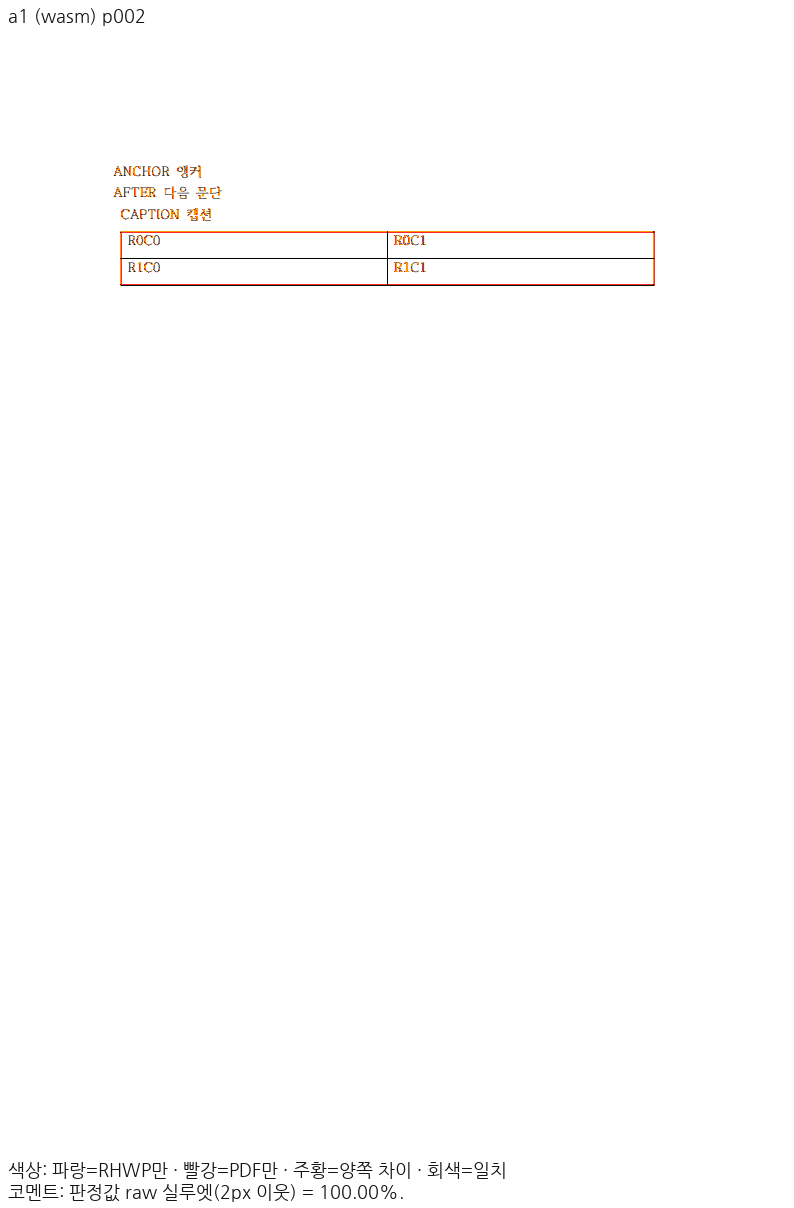 a1 (wasm) p002
ANCHOR 앵커
AFTER 다음 문단
CAPTION 캡션
R0C0 R0C1
R1C0 R1C1
색상: 파랑=RHWP만 · 빨강=PDF만 · 주황=양쪽 차이 · 회색=일치
코멘트: 판정값 raw 실루엣(2px 이웃) = 100.00%.